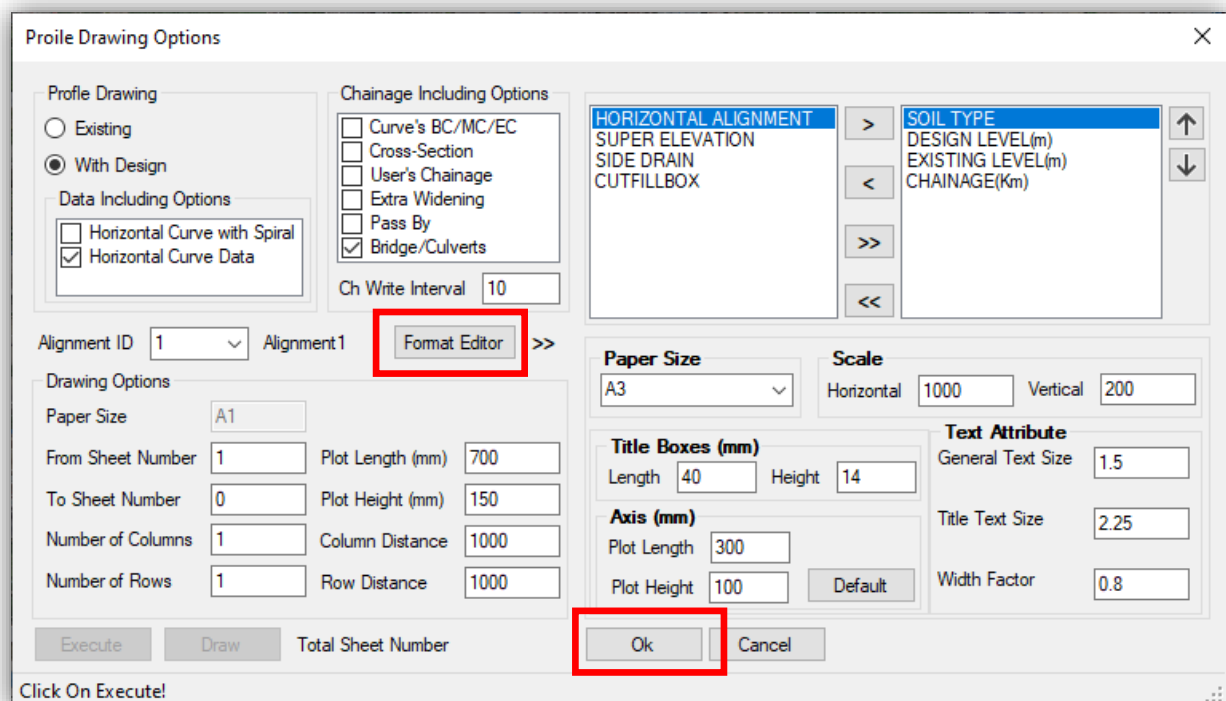 Proile Drawing Options
Profle Drawing
Existing
With Design
Data Including Options
Horizontal Curve with Spiral
Horizontal Curve Data
Chainage Including Options
Curve's BC/MC/EC
Cross-Section
User's Chainage
Extra Widening
Pass By
Bridge/Culverts
Ch Write Interval 10
Alignment ID 1 Alignment1 Format Editor >>
Drawing Options
Paper Size A1
From Sheet Number 1 Plot Length (mm) 700
To Sheet Number 0 Plot Height (mm) 150
Number of Columns 1 Column Distance 1000
Number of Rows 1 Row Distance 1000
Execute Draw Total Sheet Number
Click On Execute!
HORIZONTAL ALIGNMENT
SUPER ELEVATION
SIDE DRAIN
CUTFILLBOX
>
<
>>
<<
SOIL TYPE
DESIGN LEVEL(m)
EXISTING LEVEL(m)
CHAINAGE(Km)
Paper Size
A3
Scale
Horizontal 1000 Vertical 200
Title Boxes (mm)
Length 40 Height 14
Axis (mm)
Plot Length 300
Plot Height 100 Default
Text Attribute
General Text Size 1.5
Title Text Size 2.25
Width Factor 0.8
Ok Cancel